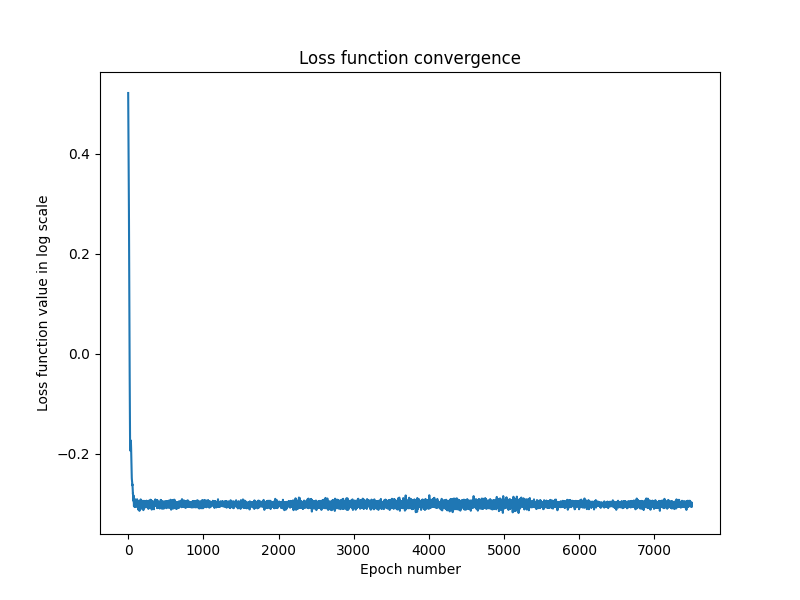 Loss function convergence
Loss function value in log scale
0.4
0.2
0.0
−0.2
0 1000 2000 3000 4000 5000 6000 7000
Epoch number